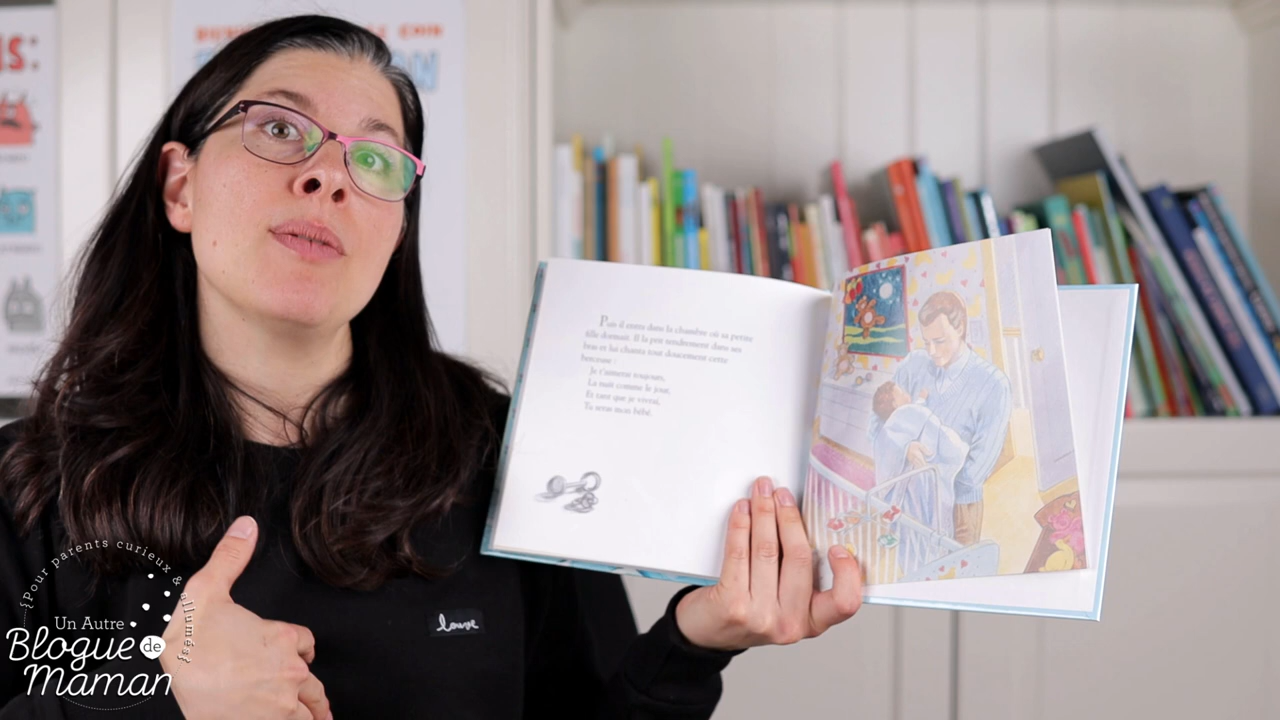 S:
Puis il entra dans la chambre où sa petite
fille dormait. Il la prit tendrement dans ses
bras et lui chanta tout doucement cette
berceuse :
Je t'aimerai toujours,
La nuit comme le jour,
Et tant que je vivrai,
Tu seras mon bébé.
louve
{Pour parents curieux & allumés}
Un Autre
Blogue de
Maman